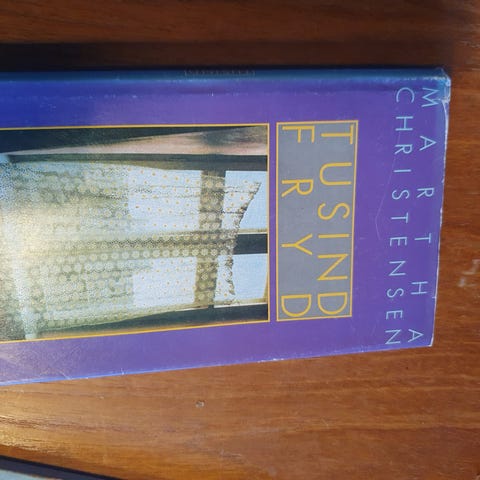 MARTHA
CHRISTENSEN
TUSIND
FRYD